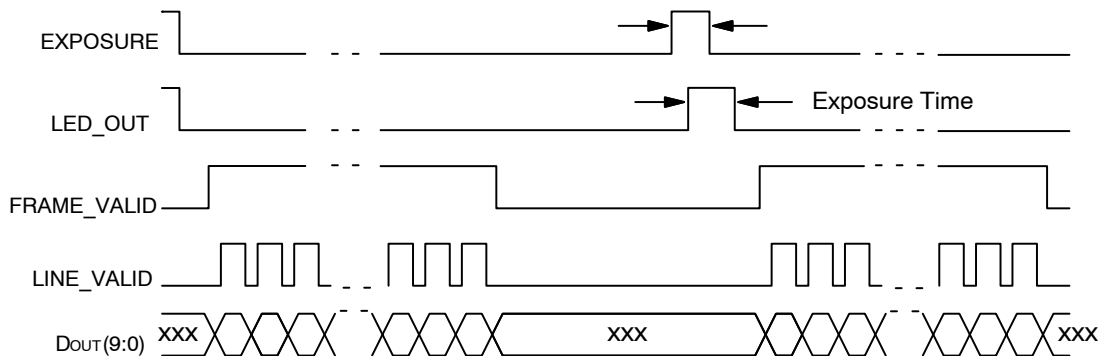 EXPOSURE
LED_OUT
Exposure Time
FRAME_VALID
LINE_VALID
DOUT(9:0)
XXX
XXX
XXX